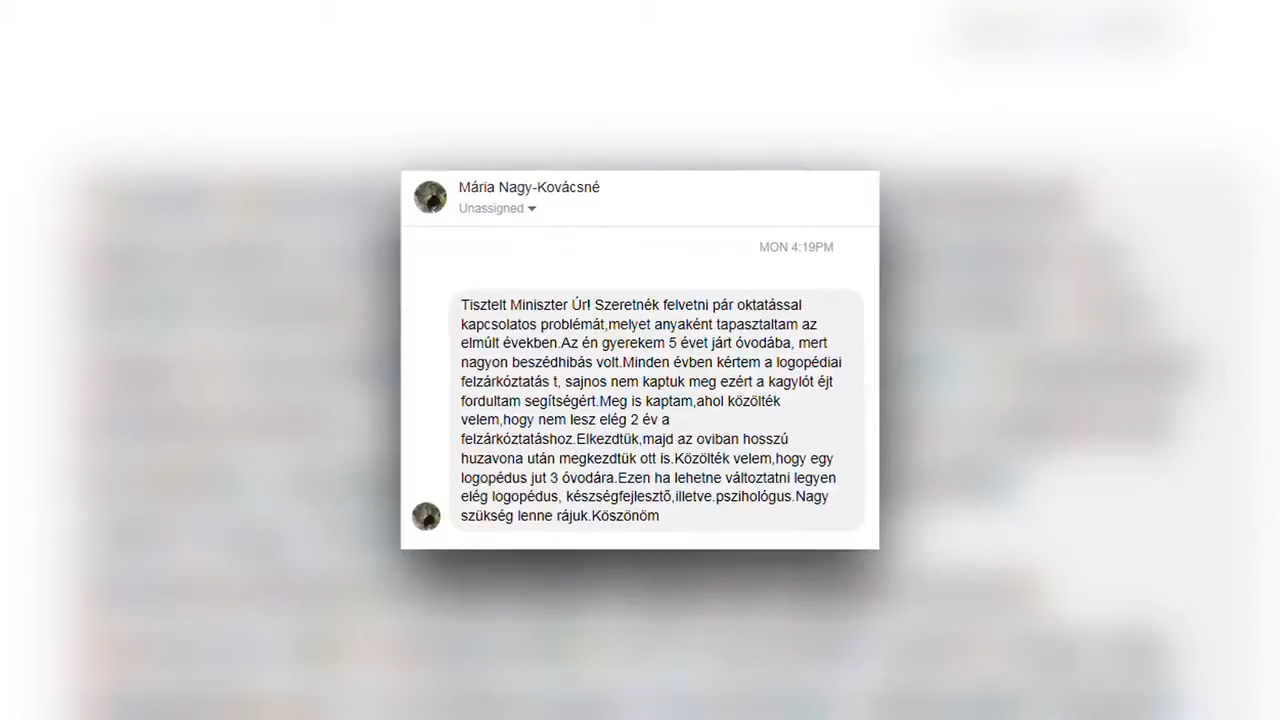 Mária Nagy-Kovácsné
Unassigned
MON 4:19PM
Tisztelt Miniszter Úr! Szeretnék felvetni pár oktatással
kapcsolatos problémát,melyet anyaként tapasztaltam az
elmúlt években.Az én gyerekem 5 évet járt óvodába, mert
nagyon beszédhibás volt.Minden évben kértem a logopédiai
felzárkóztatás t, sajnos nem kaptuk meg ezért a kagylót éjt
fordultam segítségért.Meg is kaptam,ahol közölték
velem,hogy nem lesz elég 2 év a
felzárkóztatáshoz.Elkezdtük,majd az oviban hosszú
huzavona után megkezdtük ott is.Közölték velem,hogy egy
logopédus jut 3 óvodára.Ezen ha lehetne változtatni legyen
elég logopédus, készségfejlesztő,illetve.pszihológus.Nagy
szükség lenne rájuk.Köszönöm